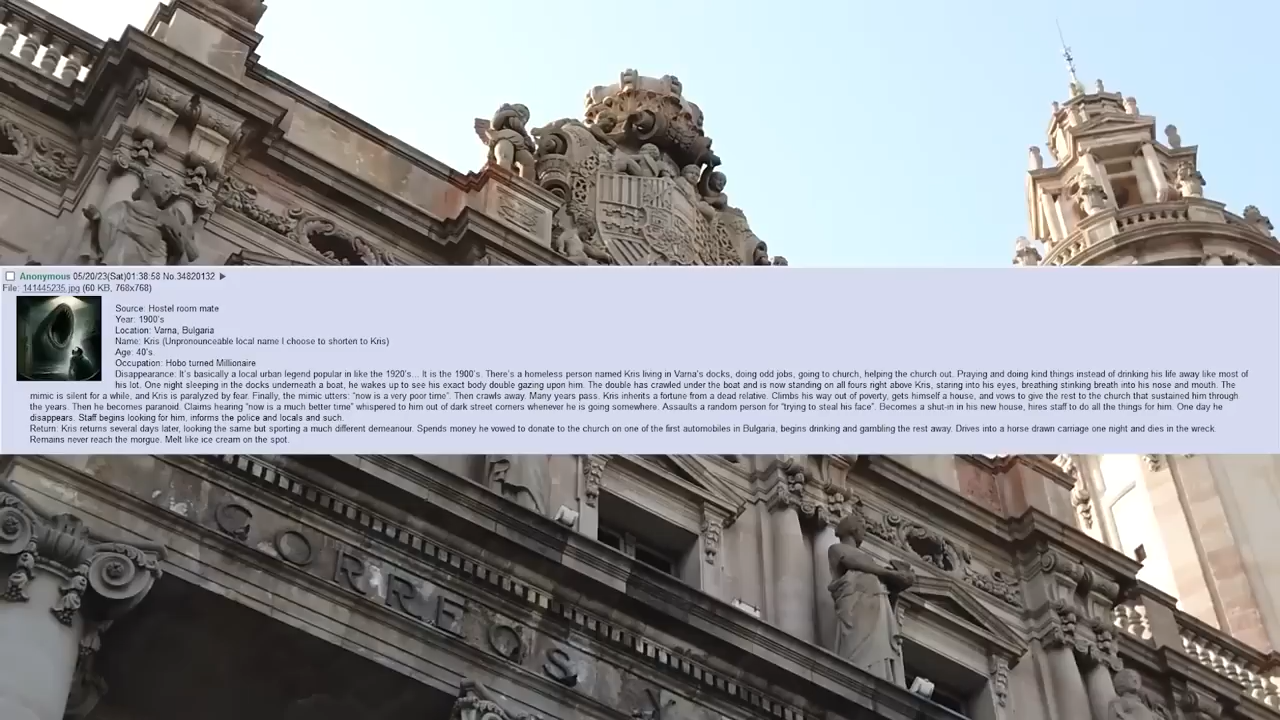 Anonymous 05/20/23(Sat)01:38:58 No.34820132 ▶
File: 141445235.jpg (60 KB, 768x768)
Source: Hostel room mate
Year: 1900's
Location: Varna, Bulgaria
Name: Kris (Unpronounceable local name I choose to shorten to Kris)
Age: 40's.
Occupation: Hobo turned Millionaire
Disappearance: It's basically a local urban legend popular in like the 1920's... It is the 1900's. There's a homeless person named Kris living in Varna's docks, doing odd jobs, going to church, helping the church out. Praying and doing kind things instead of drinking his life away like most of
his lot. One night sleeping in the docks underneath a boat, he wakes up to see his exact body double gazing upon him. The double has crawled under the boat and is now standing on all fours right above Kris, staring into his eyes, breathing stinking breath into his nose and mouth. The
mimic is silent for a while, and Kris is paralyzed by fear. Finally, the mimic utters: "now is a very poor time". Then crawls away. Many years pass. Kris inherits a fortune from a dead relative. Climbs his way out of poverty, gets himself a house, and vows to give the rest to the church that sustained him through
the years. Then he becomes paranoid. Claims hearing "now is a much better time" whispered to him out of dark street corners whenever he is going somewhere. Assaults a random person for "trying to steal his face". Becomes a shut-in in his new house, hires staff to do all the things for him. One day he
disappears. Staff begins looking for him, informs the police and locals and such.
Return: Kris returns several days later, looking the same but sporting a much different demeanour. Spends money he vowed to donate to the church on one of the first automobiles in Bulgaria, begins drinking and gambling the rest away. Drives into a horse drawn carriage one night and dies in the wreck.
Remains never reach the morgue. Melt like ice cream on the spot.
CORREOS Y